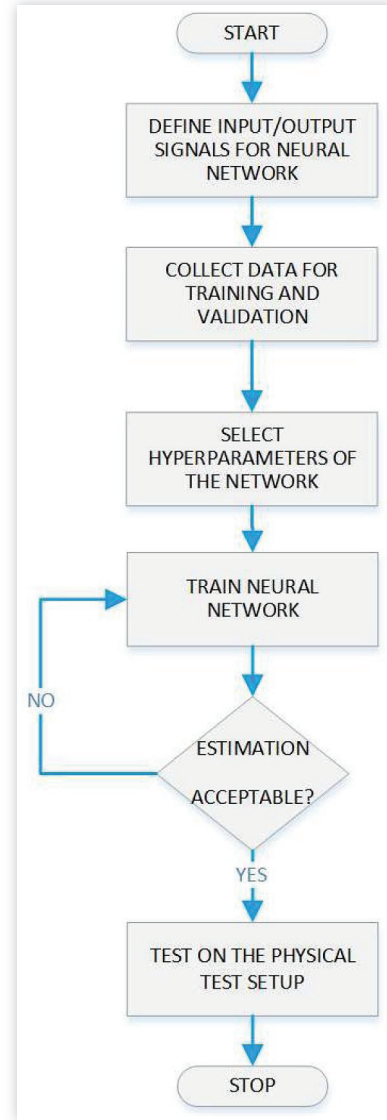 START
DEFINE INPUT/OUTPUT
SIGNALS FOR NEURAL
NETWORK
COLLECT DATA FOR
TRAINING AND
VALIDATION
SELECT
HYPERPARAMETERS OF
THE NETWORK
TRAIN NEURAL
NETWORK
NO
ESTIMATION
ACCEPTABLE?
YES
TEST ON THE PHYSICAL
TEST SETUP
STOP